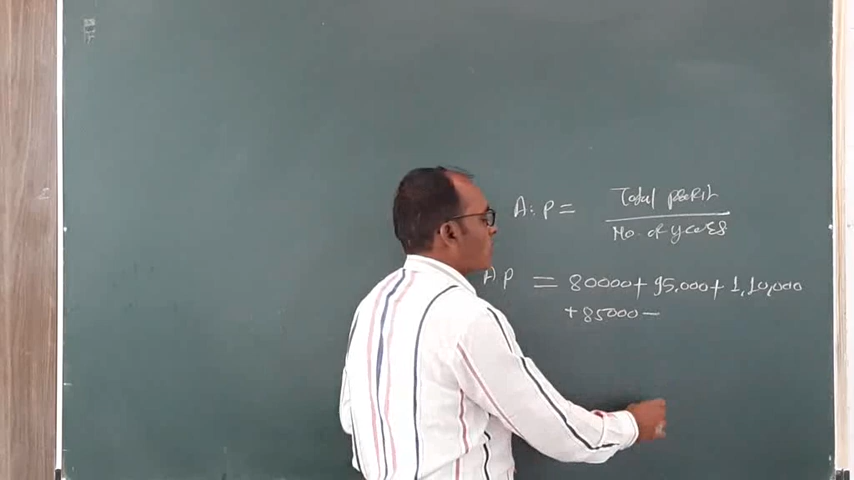 A: P = Total profit
No. of years
A P = 80000+ 95,000+ 1,10,000
+85000 –